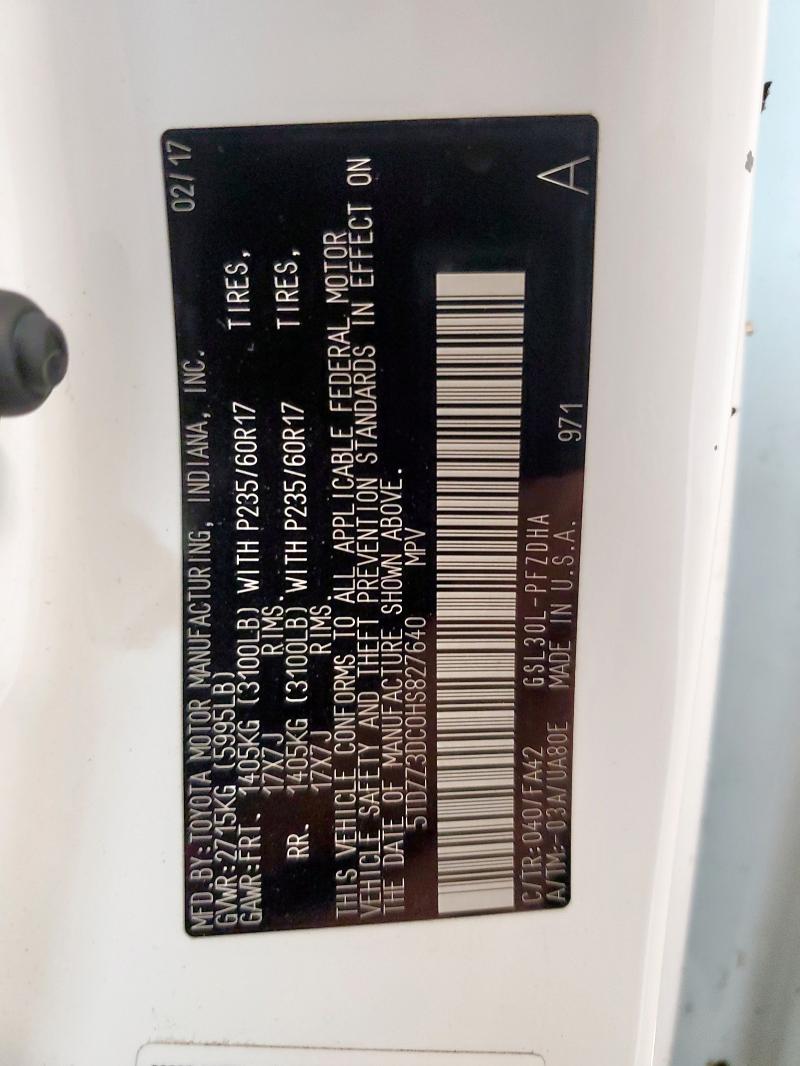 MFD.BY:TOYOTA MOTOR MANUFACTURING, INDIANA, INC. 02/17
GVWR:2715KG (5995LB)
GAWR:FRT. 1405KG (3100LB) WITH P235/60R17 TIRES,
17X7J RIMS.
RR. 1405KG (3100LB) WITH P235/60R17 TIRES,
17X7J RIMS.
THIS VEHICLE CONFORMS TO ALL APPLICABLE FEDERAL MOTOR
VEHICLE SAFETY AND THEFT PREVENTION STANDARDS IN EFFECT ON
THE DATE OF MANUFACTURE SHOWN ABOVE.
5TDZZ3DC0HS827640 MPV
C/TR:040/FA42 GSL30L-PFZDHA A
A/TM:-03A/UA80E MADE IN U.S.A. 971